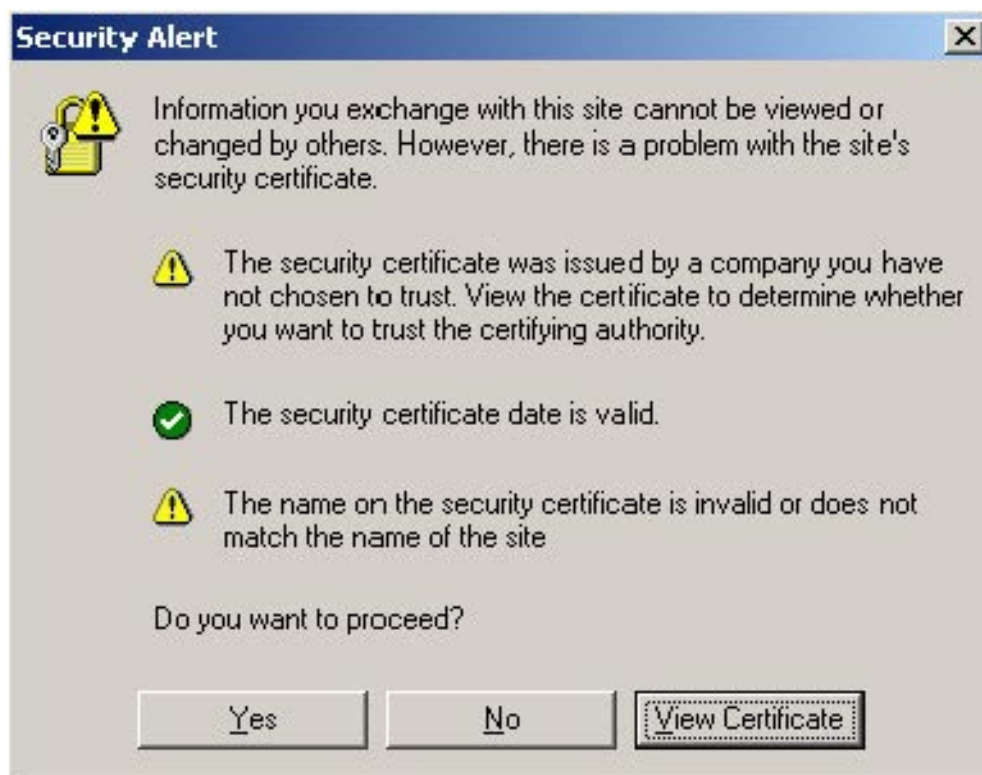 Security Alert
Information you exchange with this site cannot be viewed or
changed by others. However, there is a problem with the site's
security certificate.
The security certificate was issued by a company you have
not chosen to trust. View the certificate to determine whether
you want to trust the certifying authority.
The security certificate date is valid.
The name on the security certificate is invalid or does not
match the name of the site
Do you want to proceed?
Yes
No
View Certificate